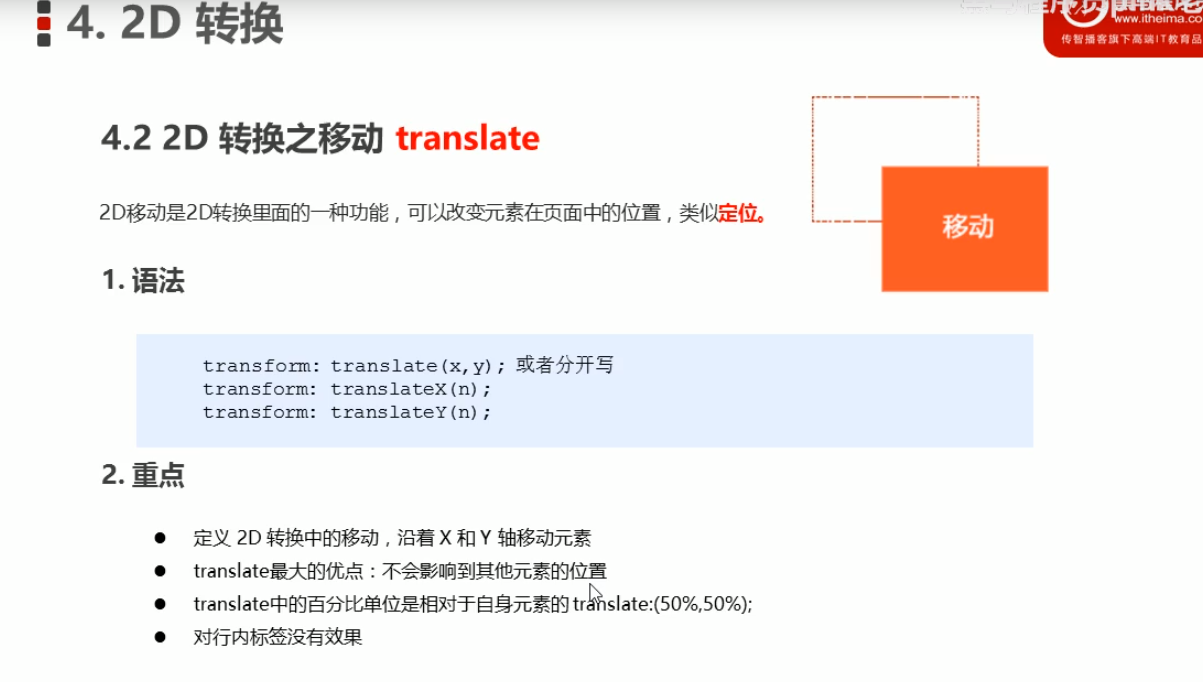 4. 2D 转换
www.itheima.co
传智播客旗下高端IT教育品
4.2 2D 转换之移动 translate
2D移动是2D转换里面的一种功能，可以改变元素在页面中的位置，类似定位。
移动
1. 语法
transform: translate(x,y); 或者分开写
transform: translateX(n);
transform: translateY(n);
2. 重点
● 定义 2D 转换中的移动，沿着 X 和 Y 轴移动元素
● translate最大的优点：不会影响到其他元素的位置
● translate中的百分比单位是相对于自身元素的 translate:(50%,50%);
● 对行内标签没有效果